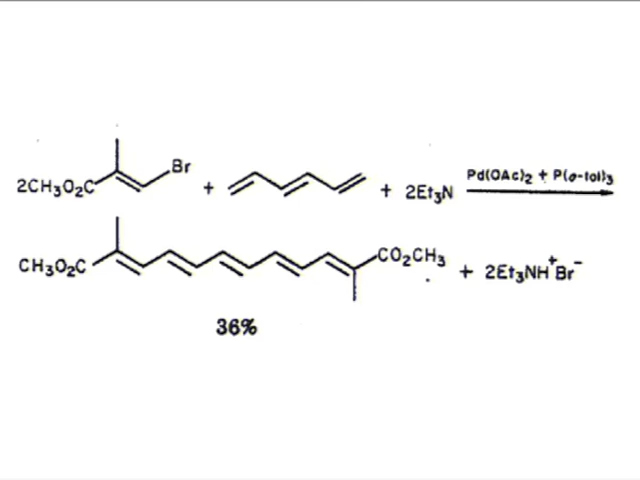 2CH₃O₂C Br + + 2Et₃N Pd(OAc)₂ + P(o-tol)₃
CH₃O₂C CO₂CH₃ + 2Et₃NH⁺Br⁻
36%